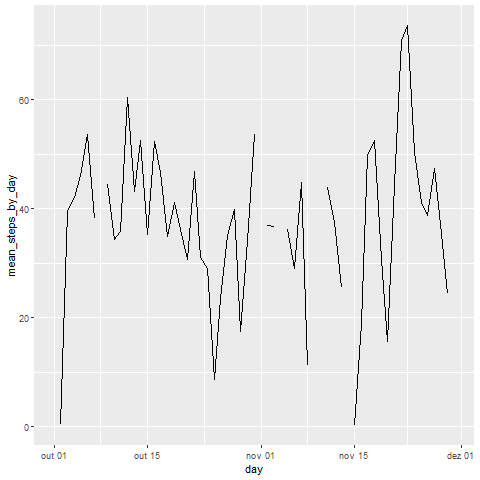 mean_steps_by_day
60
40
20
0
out 01
out 15
nov 01
nov 15
dez 01
day